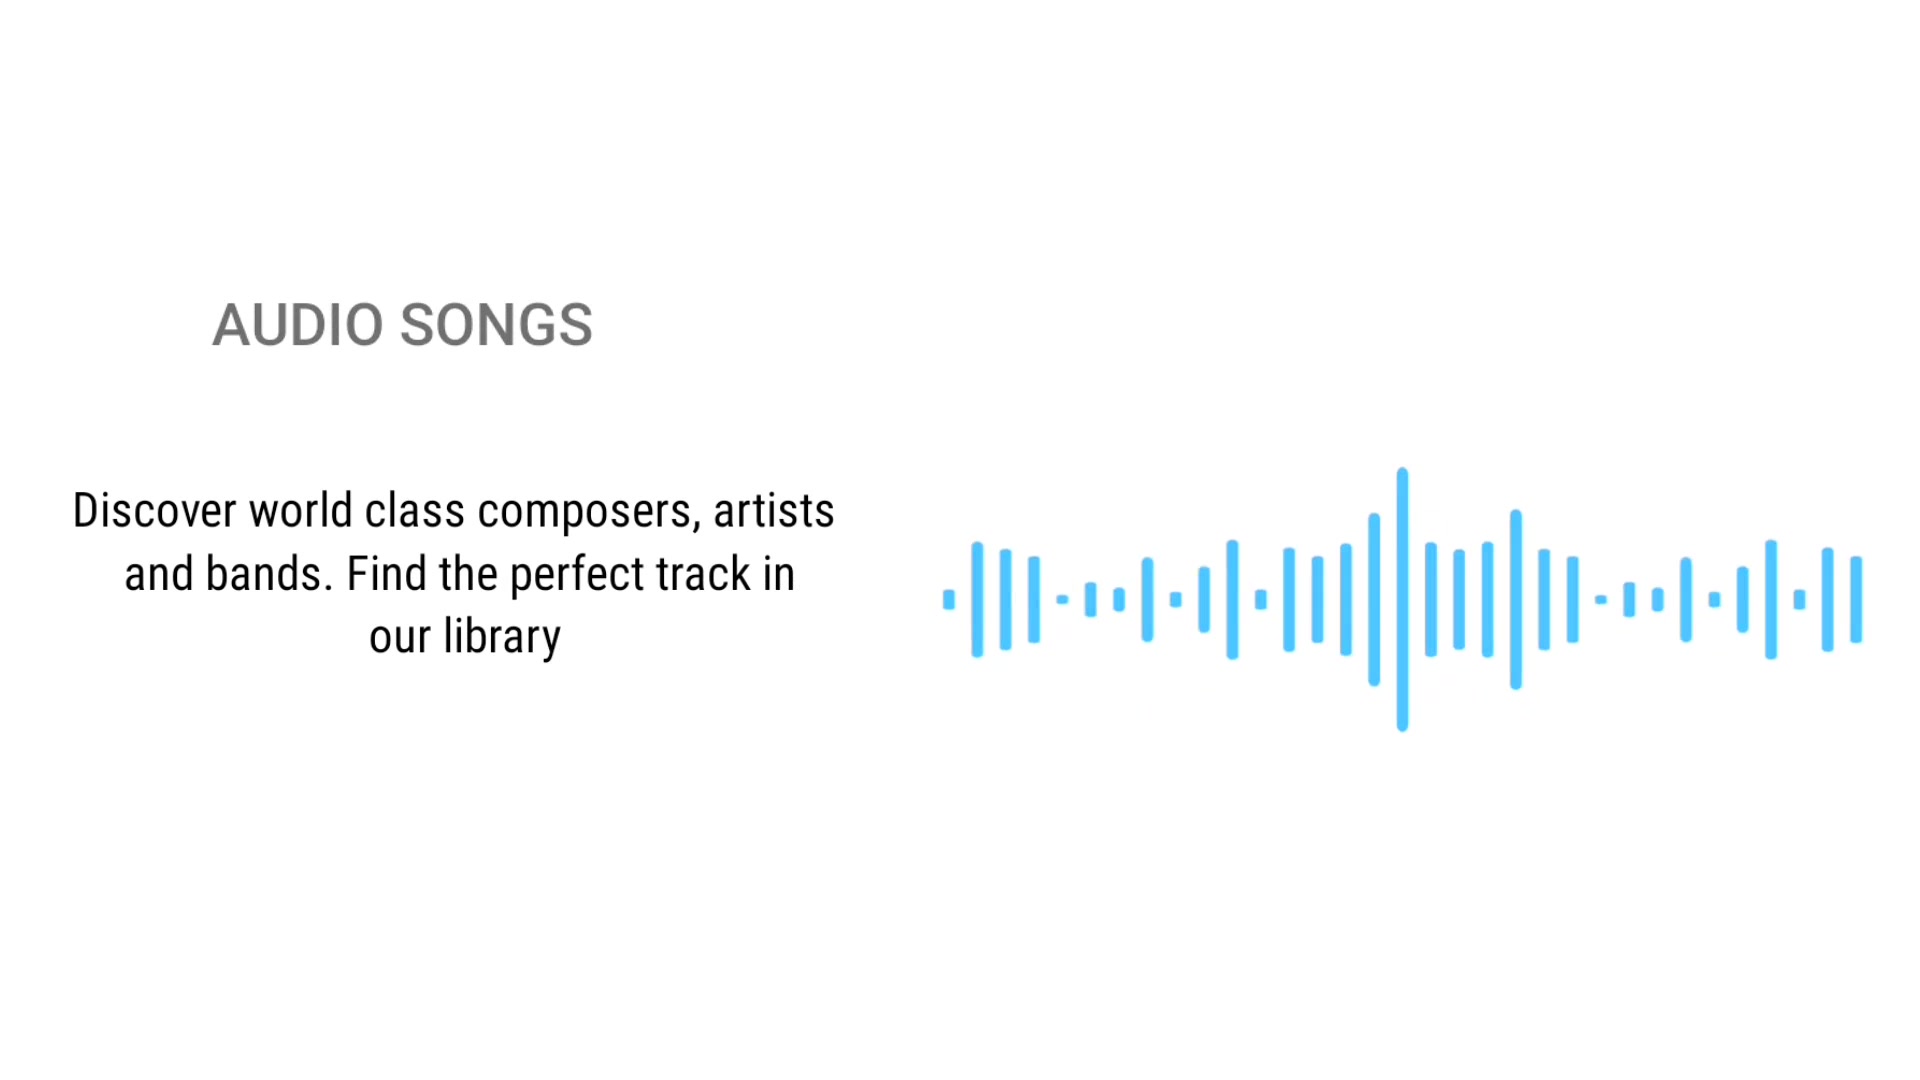 AUDIO SONGS
Discover world class composers, artists
and bands. Find the perfect track in
our library